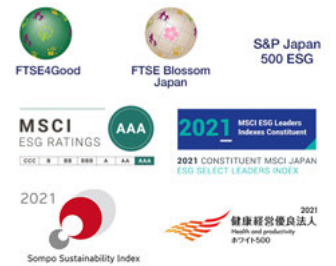 FTSE4Good
FTSE Blossom
Japan
S&P Japan
500 ESG
MSCI
ESG RATINGS
AAA
CCC B BB BBB A AA AAA
2021 MSCI ESG Leaders
Indexes Constituent
2021 CONSTITUENT MSCI JAPAN
ESG SELECT LEADERS INDEX
2021
Sompo Sustainability Index
2021
健康経営優良法人
Health and productivity
ホワイト500